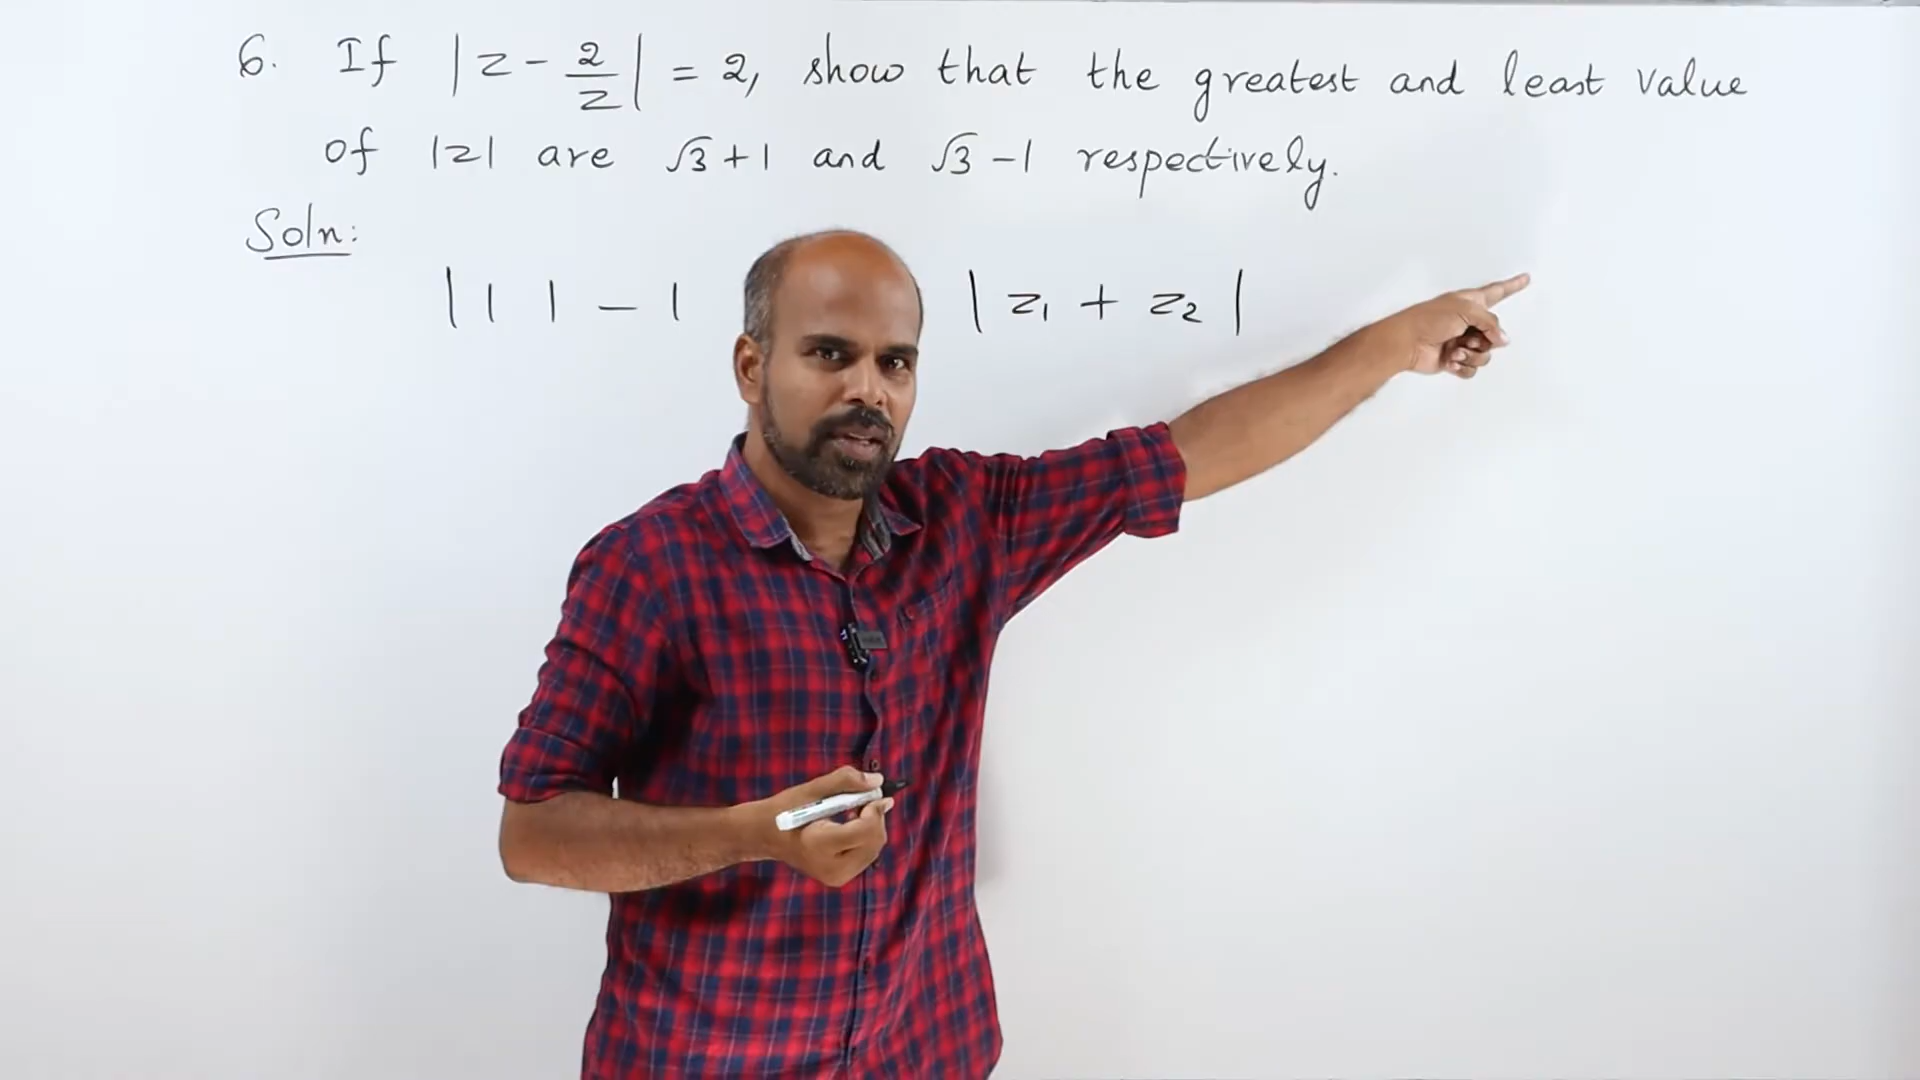 6. If |z - 2/z| = 2, show that the greatest and least value
of |z| are √3+1 and √3-1 respectively.
Soln:
| | | - | | z₁ + z₂ |